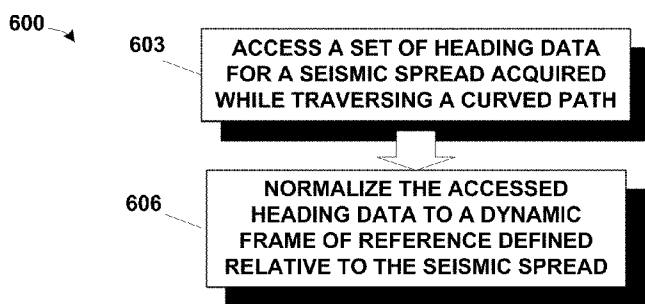 600
603
ACCESS A SET OF HEADING DATA
FOR A SEISMIC SPREAD ACQUIRED
WHILE TRAVERSING A CURVED PATH
606
NORMALIZE THE ACCESSED
HEADING DATA TO A DYNAMIC
FRAME OF REFERENCE DEFINED
RELATIVE TO THE SEISMIC SPREAD